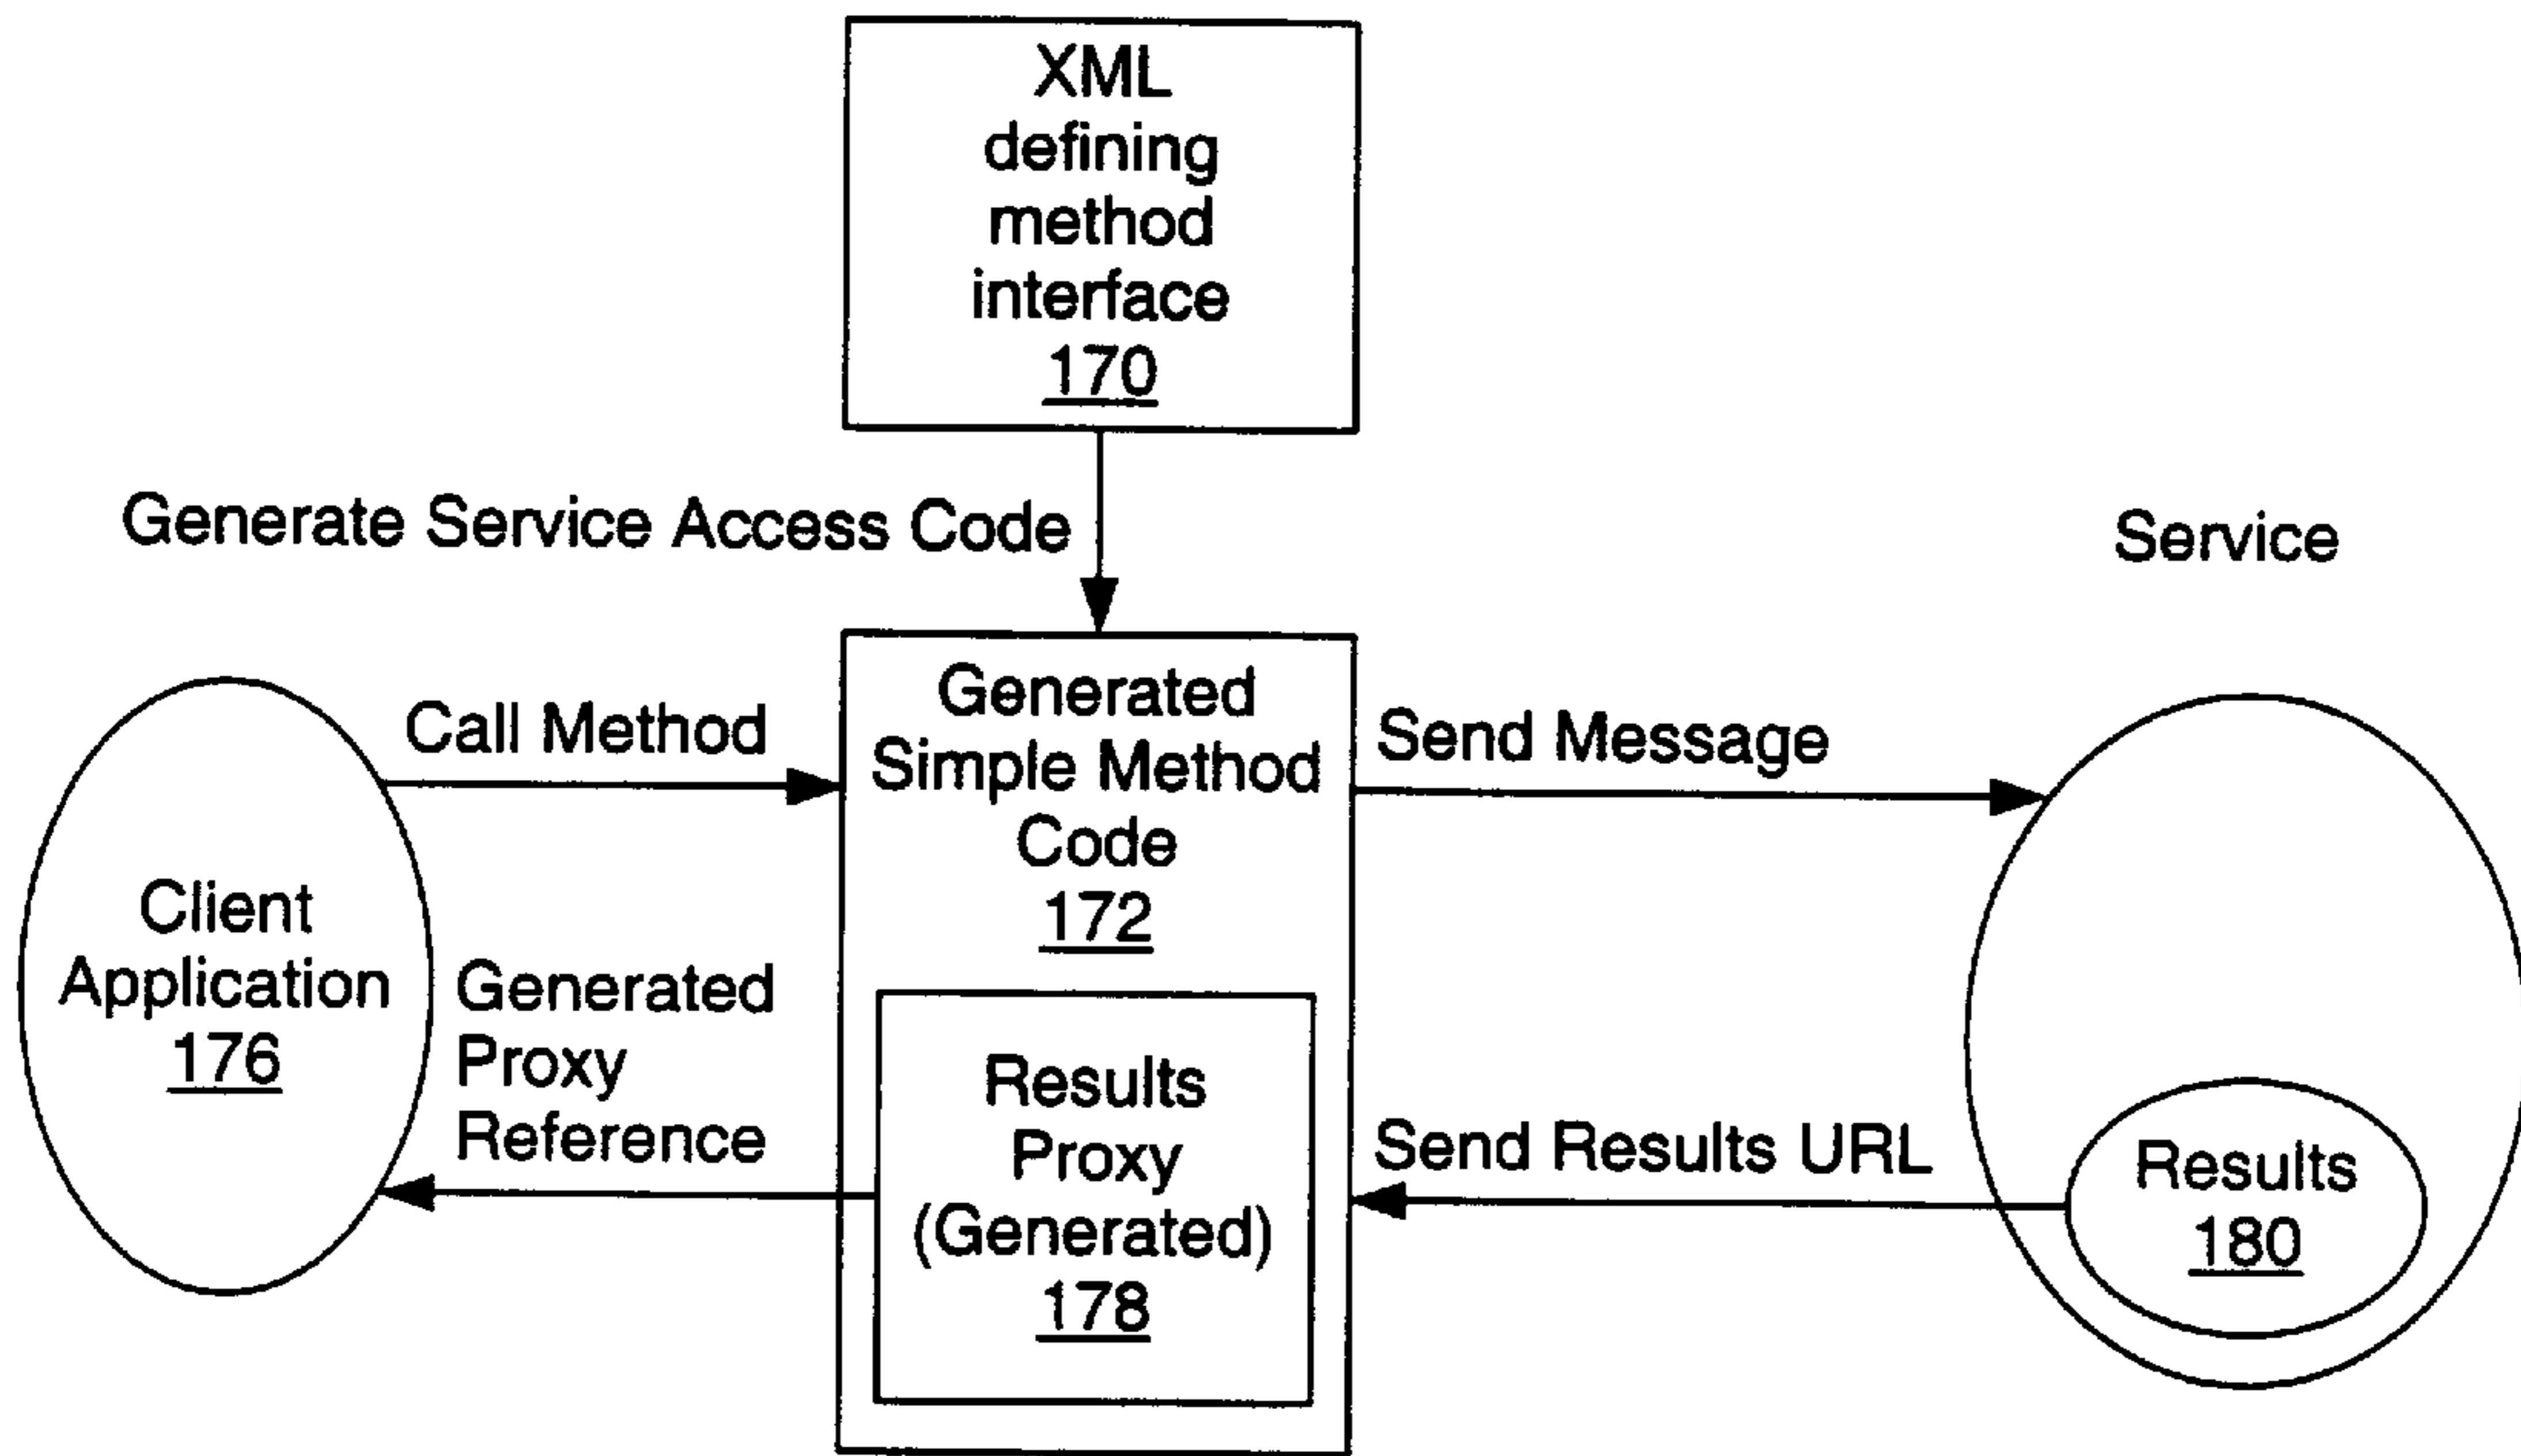 XML
defining
method
interface
170
Generate Service Access Code
Service
Generated
Simple Method
Code
172
Call Method
Send Message
Client
Application
176
Generated
Proxy
Reference
Results
Proxy
(Generated)
178
Send Results URL
Results
180